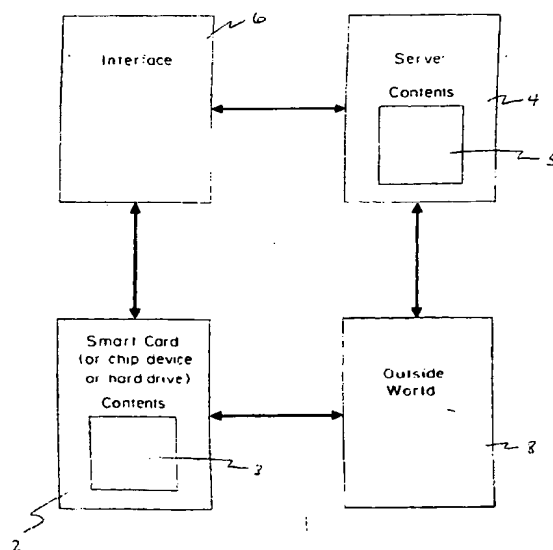 6
Interface
Server
Contents
4
5
Smart Card
(or chip device
or hard drive)
Contents
3
2
Outside
World
8